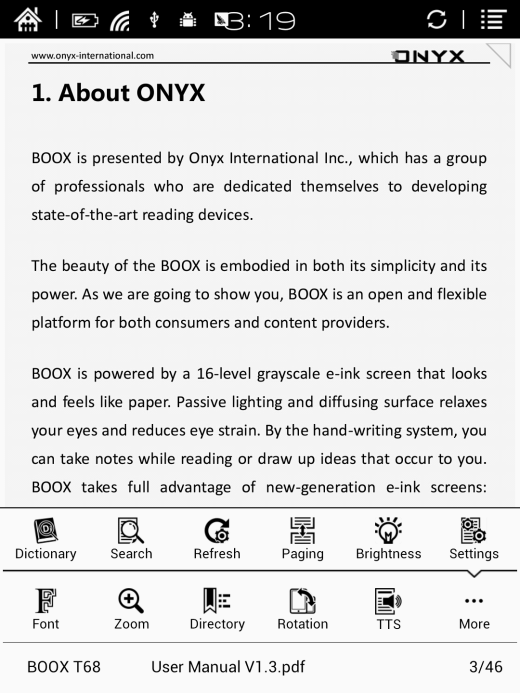 3:19
www.onyx-international.com
ONYX
1. About ONYX
BOOX is presented by Onyx International Inc., which has a group
of professionals who are dedicated themselves to developing
state-of-the-art reading devices.
The beauty of the BOOX is embodied in both its simplicity and its
power. As we are going to show you, BOOX is an open and flexible
platform for both consumers and content providers.
BOOX is powered by a 16-level grayscale e-ink screen that looks
and feels like paper. Passive lighting and diffusing surface relaxes
your eyes and reduces eye strain. By the hand-writing system, you
can take notes while reading or draw up ideas that occur to you.
BOOX takes full advantage of new-generation e-ink screens:
Dictionary Search Refresh Paging Brightness Settings
Font Zoom Directory Rotation TTS More
BOOX T68 User Manual V1.3.pdf 3/46